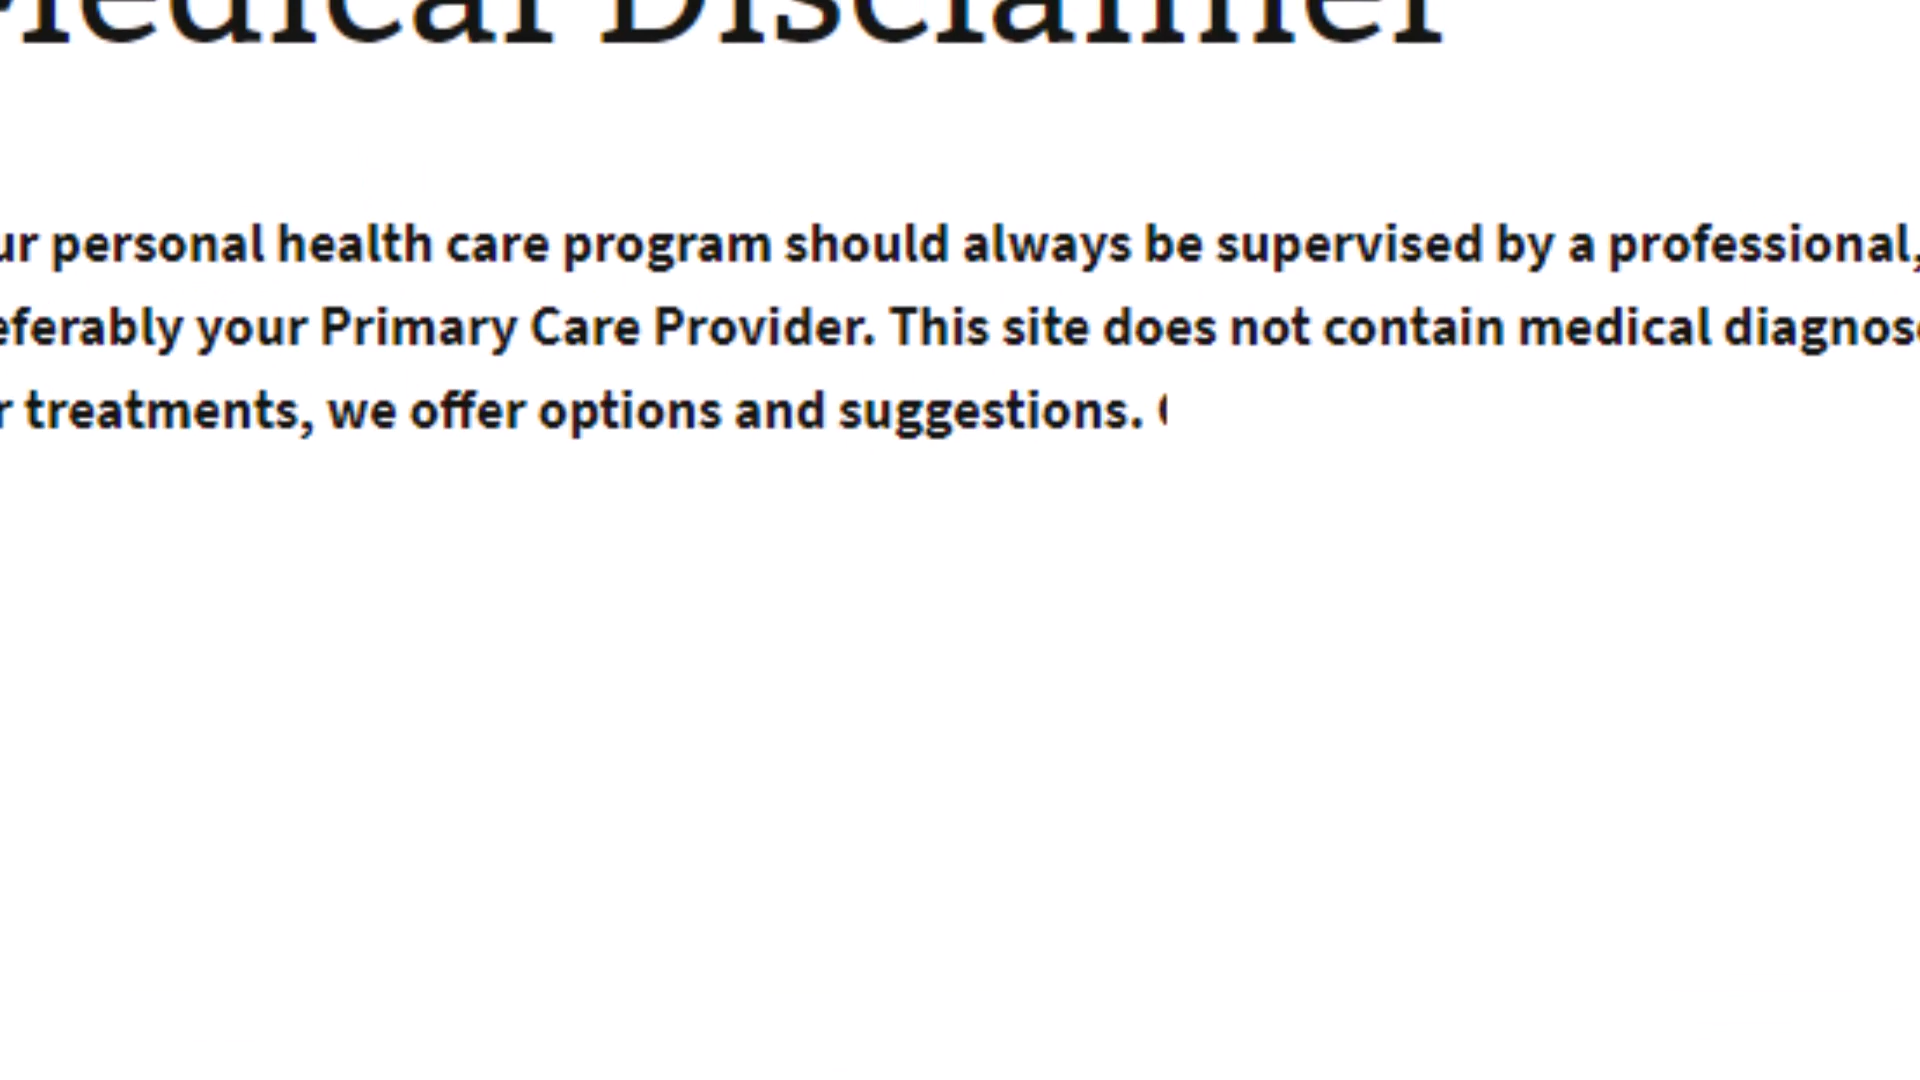 Medical Disclaimer
ur personal health care program should always be supervised by a professional,
eferably your Primary Care Provider. This site does not contain medical diagnose
r treatments, we offer options and suggestions.